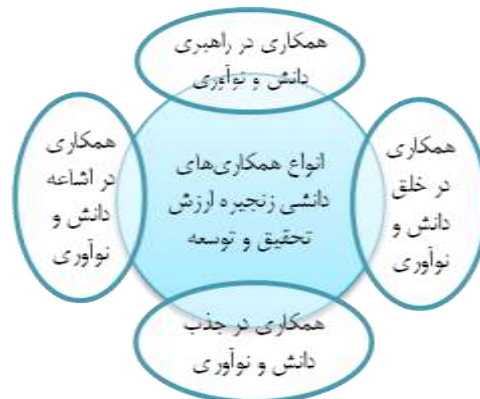 همکاری در راهبری
دانش و نوآوری
همکاری
در خلق
دانش و
نوآوری
انواع همکاری‌های
دانشی زنجیره ارزش
تحقیق و توسعه
همکاری
در اشاعه
دانش و
نوآوری
همکاری در جذب
دانش و نوآوری